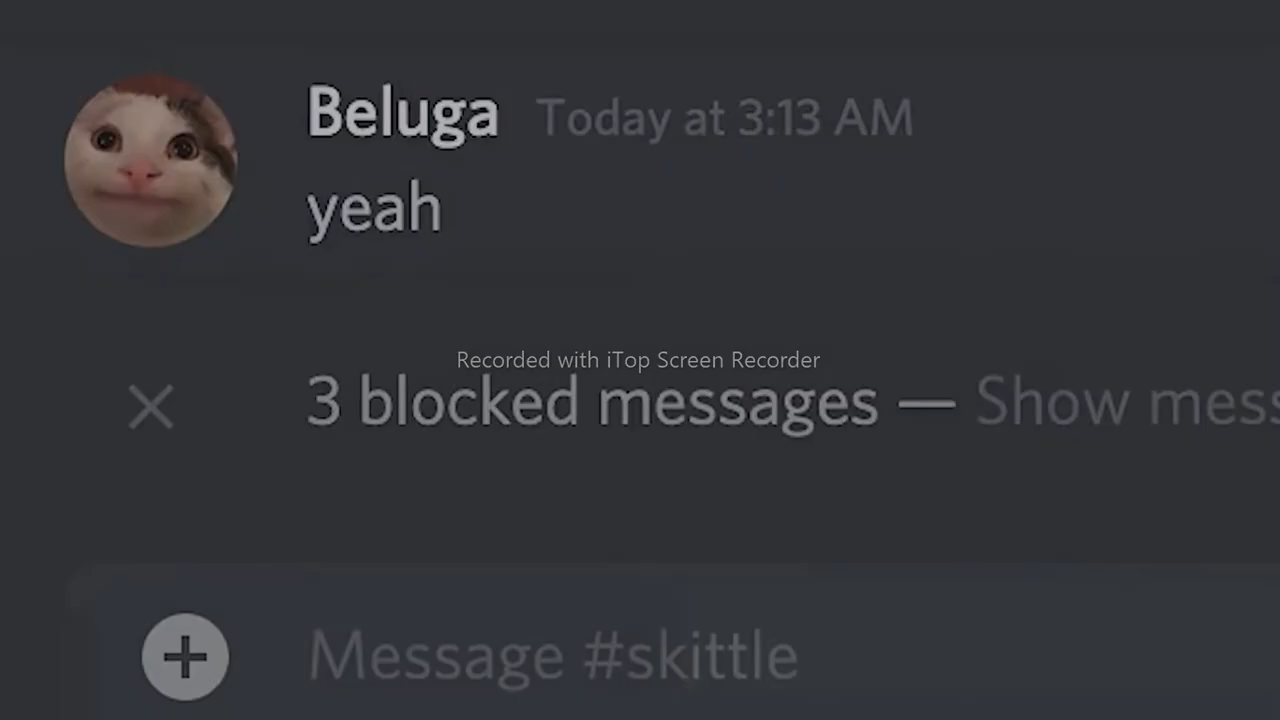 Beluga Today at 3:13 AM
yeah
Recorded with iTop Screen Recorder
3 blocked messages — Show mess
Message #skittle